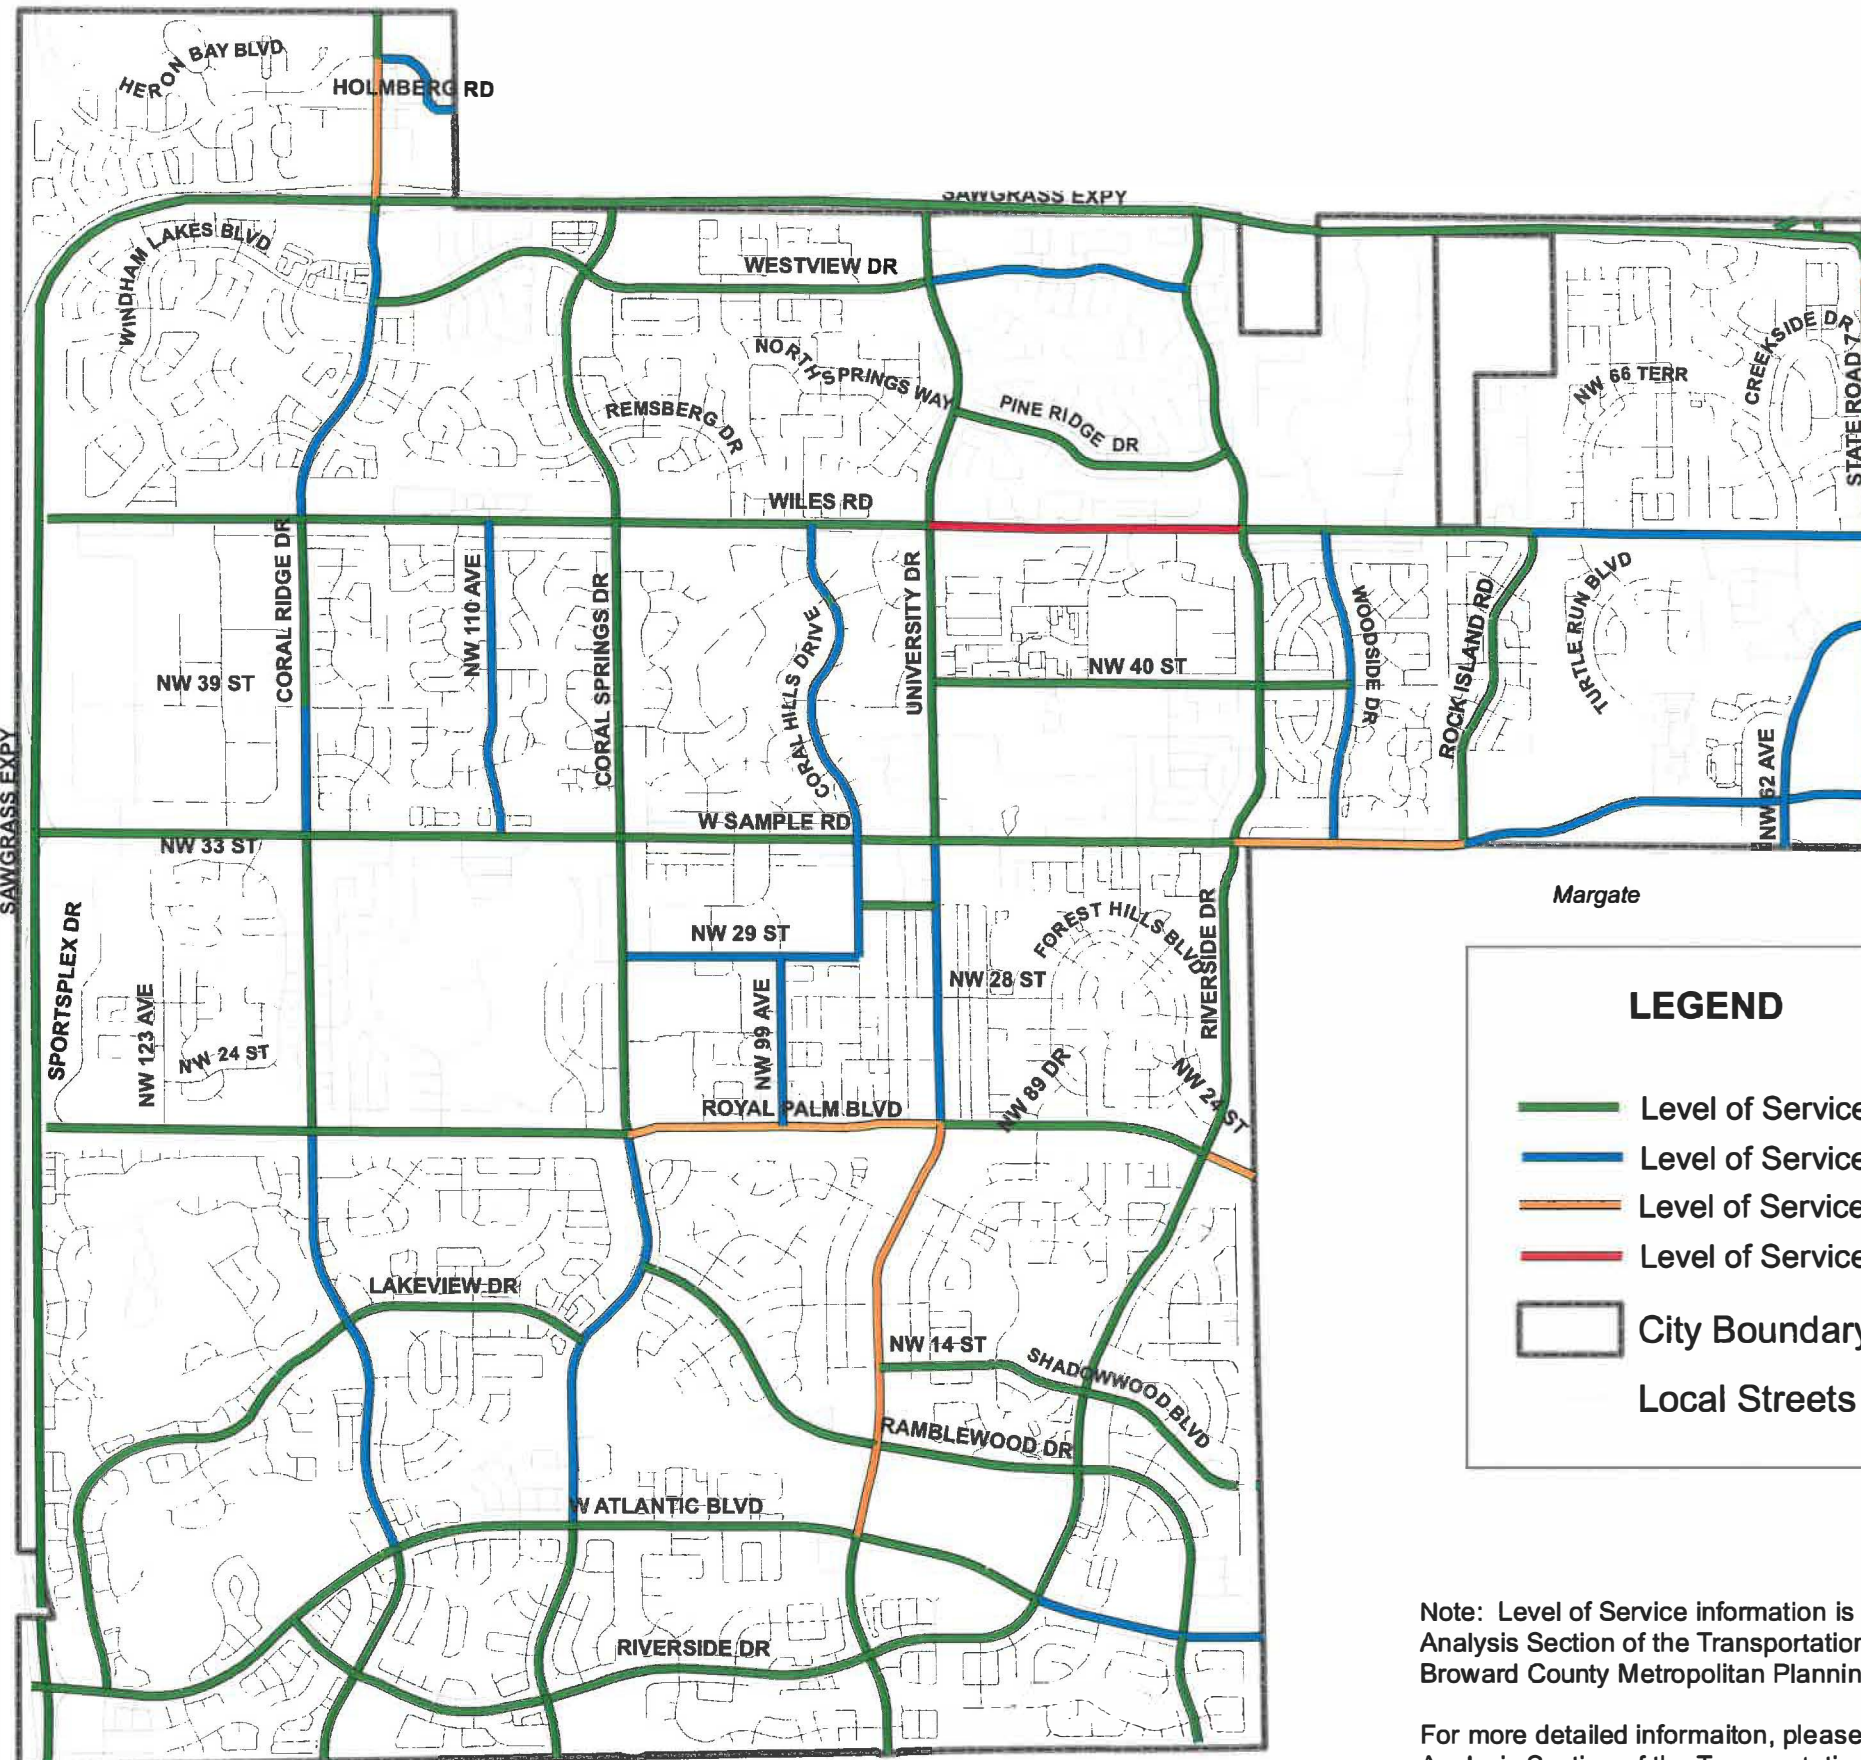 HERON BAY BLVD
HOLMBERG RD
SAWGRASS EXPY
WINDHAM LAKES BLVD
WESTVIEW DR
NORTH SPRINGS WAY
REMSBERG DR
PINE RIDGE DR
NW 66 TERR
CREEKSIDE DR
STATE ROAD 7
WILES RD
CORAL RIDGE DR
NW 110 AVE
CORAL SPRINGS DR
CORAL HILLS DRIVE
UNIVERSITY DR
NW 39 ST
NW 40 ST
WOODSIDE DR
ROCK ISLAND RD
TURTLE RUN BLVD
NW 62 AVE
SAWGRASS EXPY
W SAMPLE RD
NW 33 ST
Margate
SPORTSPLEX DR
NW 123 AVE
NW 24 ST
NW 29 ST
NW 99 AVE
NW 28 ST
FOREST HILLS BLVD
RIVERSIDE DR
NW 89 DR
NW 24 ST
ROYAL PALM BLVD
LEGEND
Level of Service
Level of Service
Level of Service
Level of Service
City Boundary
Local Streets
LAKEVIEW DR
NW 14 ST
SHADOWWOOD BLVD
RAMBLEWOOD DR
W ATLANTIC BLVD
RIVERSIDE DR
Note: Level of Service information is
Analysis Section of the Transportation
Broward County Metropolitan Plannin
For more detailed informaiton, please
Analysis Section of the Transportation